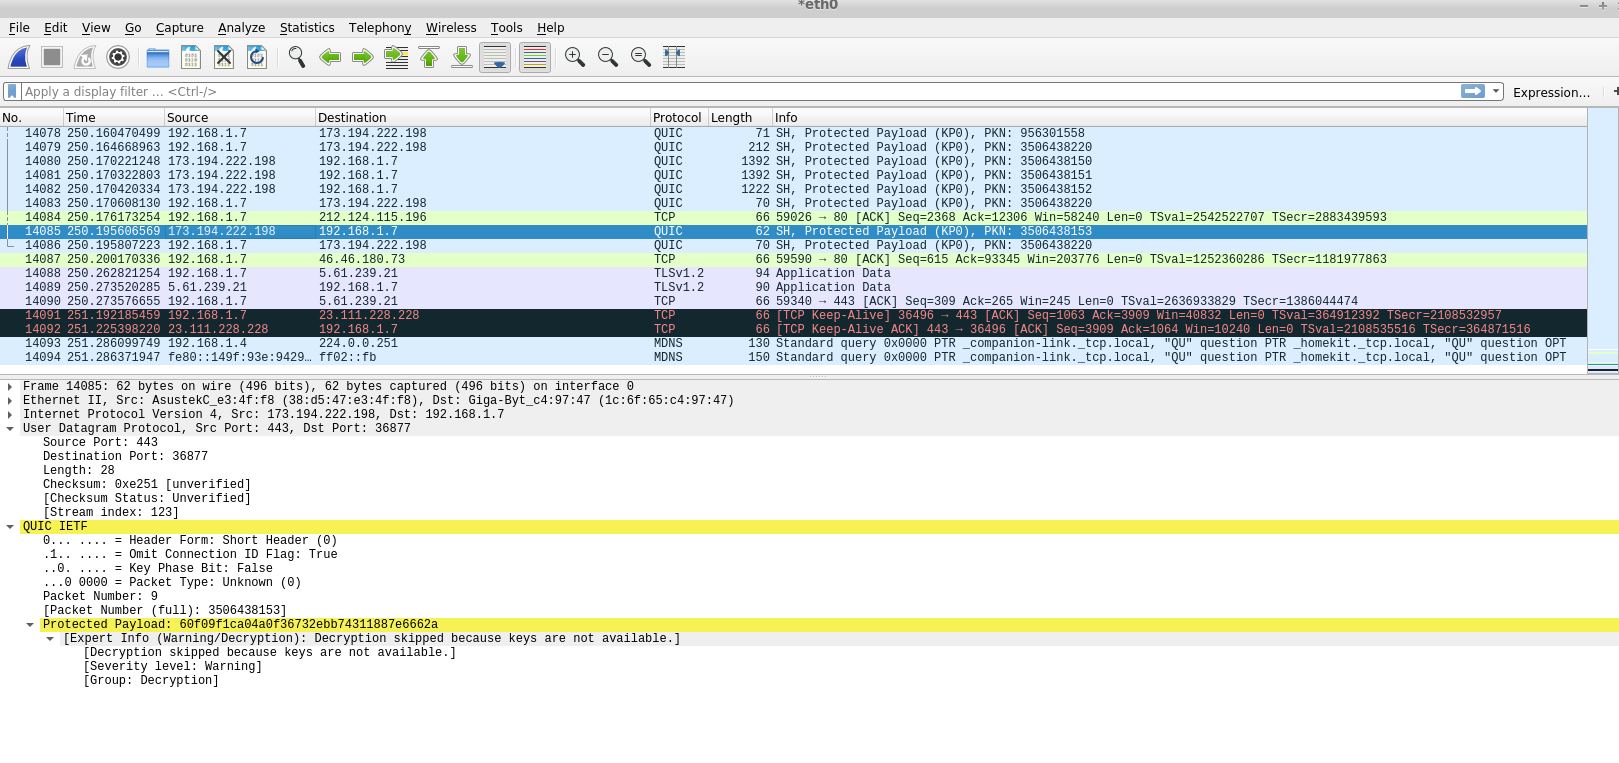 *eth0
File Edit View Go Capture Analyze Statistics Telephony Wireless Tools Help
Apply a display filter … <Ctrl-/>
Expression…
No. Time Source Destination Protocol Length Info
14078 250.160470499 192.168.1.7 173.194.222.198 QUIC 71 SH, Protected Payload (KP0), PKN: 956301558
14079 250.164668963 192.168.1.7 173.194.222.198 QUIC 212 SH, Protected Payload (KP0), PKN: 3506438220
14080 250.170221248 173.194.222.198 192.168.1.7 QUIC 1392 SH, Protected Payload (KP0), PKN: 3506438150
14081 250.170322803 173.194.222.198 192.168.1.7 QUIC 1392 SH, Protected Payload (KP0), PKN: 3506438151
14082 250.170420334 173.194.222.198 192.168.1.7 QUIC 1222 SH, Protected Payload (KP0), PKN: 3506438152
14083 250.170608130 192.168.1.7 173.194.222.198 QUIC 70 SH, Protected Payload (KP0), PKN: 3506438220
14084 250.176173254 192.168.1.7 212.124.115.196 TCP 66 59026 → 80 [ACK] Seq=2368 Ack=12306 Win=58240 Len=0 TSval=2542522707 TSecr=2883439593
14085 250.195606569 173.194.222.198 192.168.1.7 QUIC 62 SH, Protected Payload (KP0), PKN: 3506438153
14086 250.195807223 192.168.1.7 173.194.222.198 QUIC 70 SH, Protected Payload (KP0), PKN: 3506438220
14087 250.200170336 192.168.1.7 46.46.180.73 TCP 66 59590 → 80 [ACK] Seq=615 Ack=93345 Win=203776 Len=0 TSval=1252360286 TSecr=1181977863
14088 250.262821254 192.168.1.7 5.61.239.21 TLSv1.2 94 Application Data
14089 250.273520285 5.61.239.21 192.168.1.7 TLSv1.2 90 Application Data
14090 250.273576655 192.168.1.7 5.61.239.21 TCP 66 59340 → 443 [ACK] Seq=309 Ack=265 Win=245 Len=0 TSval=2636933829 TSecr=1386044474
14091 251.192185459 192.168.1.7 23.111.228.228 TCP 66 [TCP Keep-Alive] 36496 → 443 [ACK] Seq=1063 Ack=3909 Win=40832 Len=0 TSval=364912392 TSecr=2108532957
14092 251.225398220 23.111.228.228 192.168.1.7 TCP 66 [TCP Keep-Alive ACK] 443 → 36496 [ACK] Seq=3909 Ack=1064 Win=10240 Len=0 TSval=2108535516 TSecr=364871516
14093 251.286099749 192.168.1.4 224.0.0.251 MDNS 130 Standard query 0x0000 PTR _companion-link._tcp.local, "QU" question PTR _homekit._tcp.local, "QU" question OPT
14094 251.286371947 fe80::149f:93e:9429… ff02::fb MDNS 150 Standard query 0x0000 PTR _companion-link._tcp.local, "QU" question PTR _homekit._tcp.local, "QU" question OPT
Frame 14085: 62 bytes on wire (496 bits), 62 bytes captured (496 bits) on interface 0
Ethernet II, Src: AsustekC_e3:4f:f8 (38:d5:47:e3:4f:f8), Dst: Giga-Byt_c4:97:47 (1c:6f:65:c4:97:47)
Internet Protocol Version 4, Src: 173.194.222.198, Dst: 192.168.1.7
User Datagram Protocol, Src Port: 443, Dst Port: 36877
Source Port: 443
Destination Port: 36877
Length: 28
Checksum: 0xe251 [unverified]
[Checksum Status: Unverified]
[Stream index: 123]
QUIC IETF
0... .... = Header Form: Short Header (0)
.1.. .... = Omit Connection ID Flag: True
..0. .... = Key Phase Bit: False
...0 0000 = Packet Type: Unknown (0)
Packet Number: 9
[Packet Number (full): 3506438153]
Protected Payload: 60f09f1ca04a0f36732ebb74311887e6662a
[Expert Info (Warning/Decryption): Decryption skipped because keys are not available.]
[Decryption skipped because keys are not available.]
[Severity level: Warning]
[Group: Decryption]